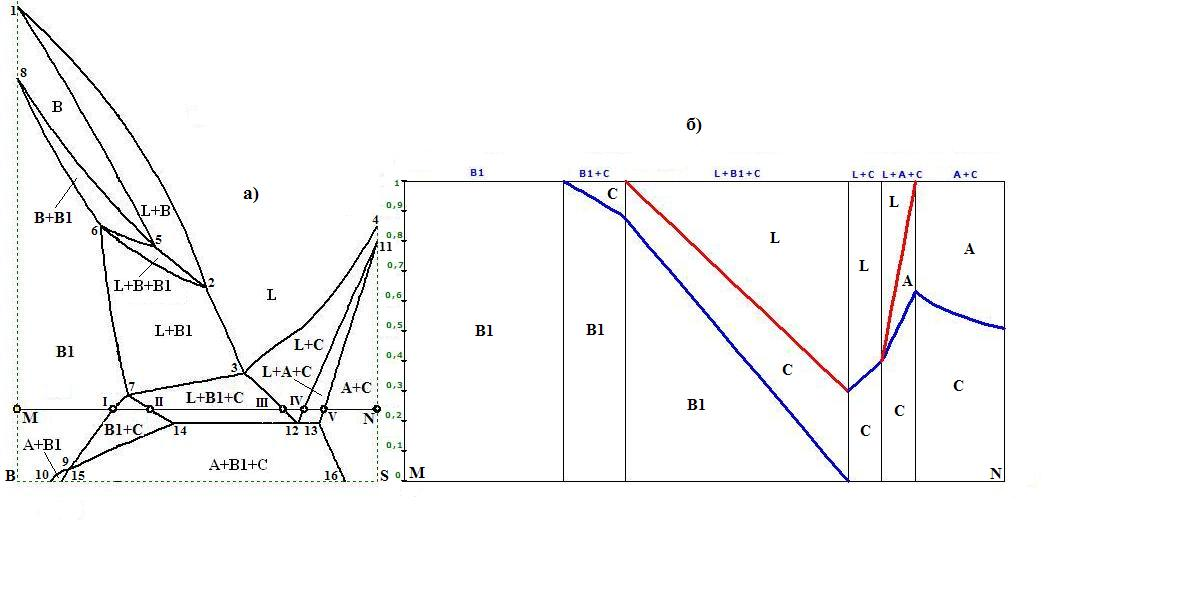 1
8
B
а)
L+B
B+B1
6
5
L+B+B1
2
L
4
11
L+B1
B1
L+C
3
L+A+C
7
L+B1+C
A+C
I
II
III
IV
V
M
N
B1+C
14
12
13
A+B1
9
10
15
A+B1+C
16
B
S
б)
B1
B1+C
L+B1+C
L+C
L+A+C
A+C
1
0,9
0,8
0,7
0,6
0,5
0,4
0,3
0,2
0,1
0
C
L
L
L
A
A
B1
B1
B1
C
C
C
C
M
N